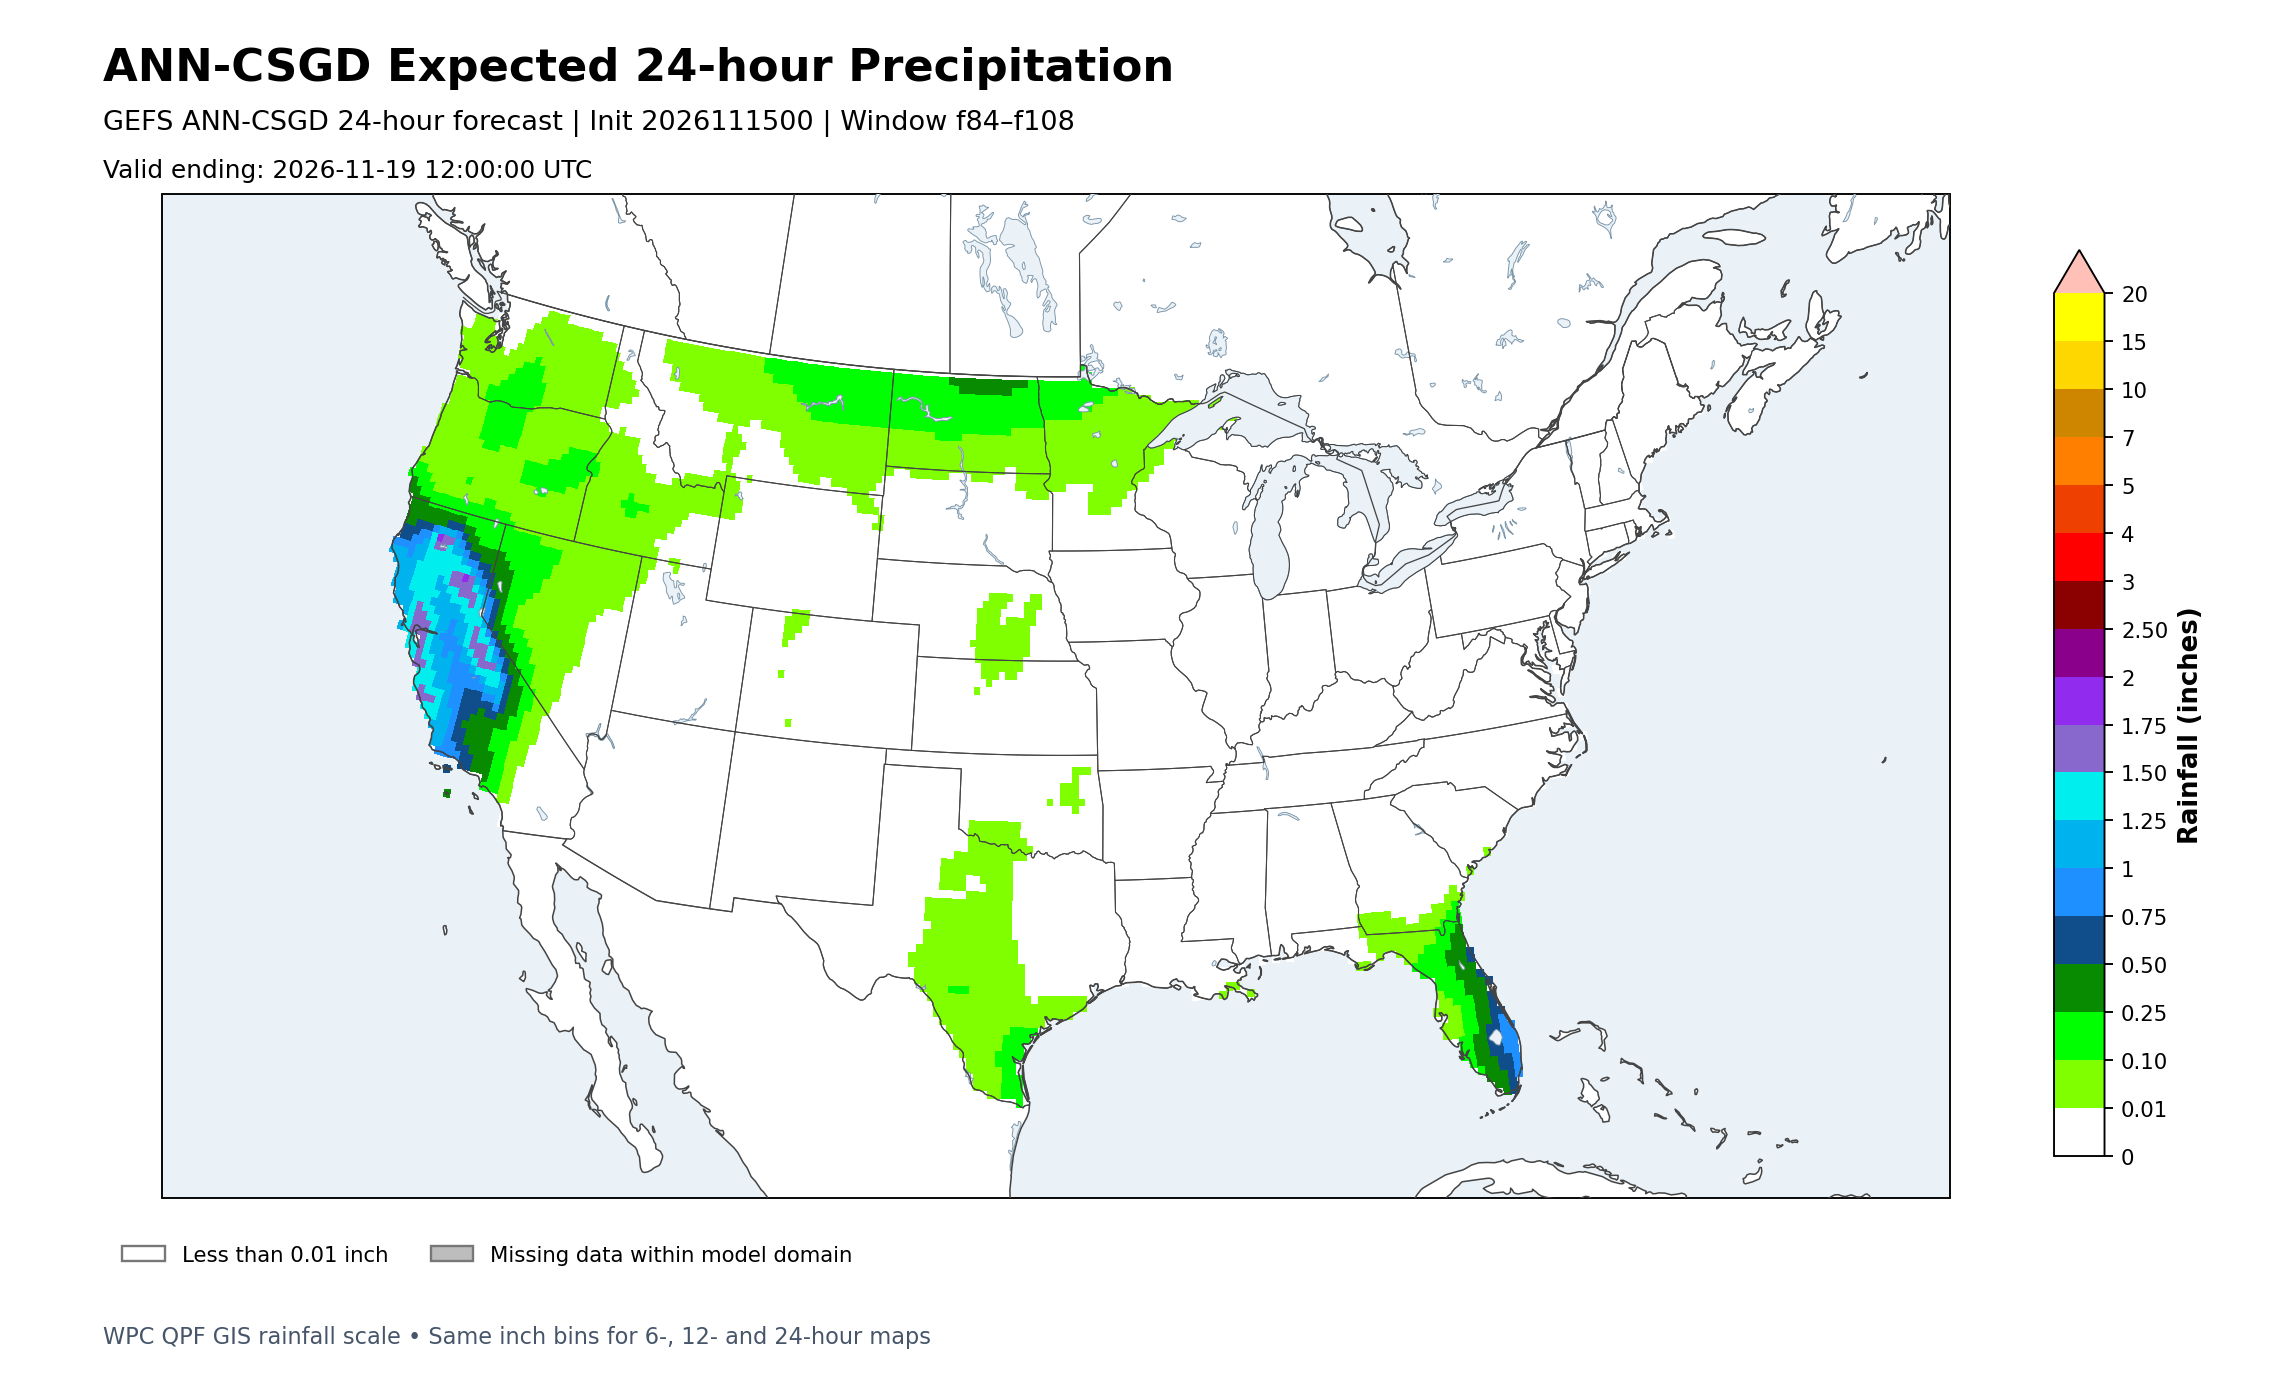 ANN-CSGD Expected 24-hour Precipitation
GEFS ANN-CSGD 24-hour forecast | Init 2026111500 | Window f84–f108
Valid ending: 2026-11-19 12:00:00 UTC
20
15
10
7
5
4
3
2.50
2
1.75
1.50
1.25
1
0.75
0.50
0.25
0.10
0.01
0
Rainfall (inches)
Less than 0.01 inch
Missing data within model domain
WPC QPF GIS rainfall scale • Same inch bins for 6-, 12- and 24-hour maps